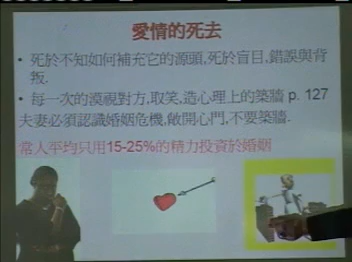 愛情的死去
• 死於不知如何補充它的源頭,死於盲目,錯誤與背
叛.
• 每一次的漠視對方,取笑,造心理上的築牆 p. 127
夫妻必須認識婚姻危機,敞開心門,不要築牆.
常人平均只用15-25%的精力投資於婚姻